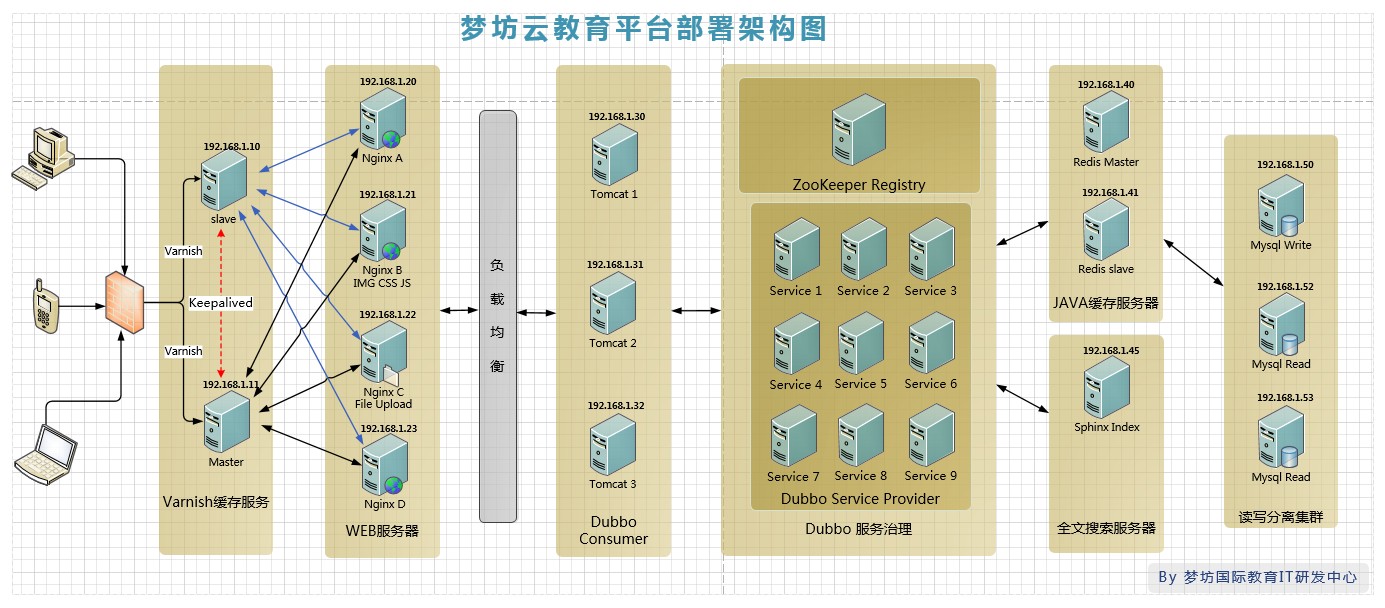 梦坊云教育平台部署架构图
192.168.1.10
slave
Varnish
Keepalived
Varnish
192.168.1.11
Master
Varnish缓存服务
192.168.1.20
Nginx A
192.168.1.21
Nginx B
IMG CSS JS
192.168.1.22
Nginx C
File Upload
192.168.1.23
Nginx D
WEB服务器
负
载
均
衡
192.168.1.30
Tomcat 1
192.168.1.31
Tomcat 2
192.168.1.32
Tomcat 3
Dubbo
Consumer
ZooKeeper Registry
Service 1
Service 2
Service 3
Service 4
Service 5
Service 6
Service 7
Service 8
Service 9
Dubbo Service Provider
Dubbo 服务治理
192.168.1.40
Redis Master
192.168.1.41
Redis slave
JAVA缓存服务器
192.168.1.45
Sphinx Index
全文搜索服务器
192.168.1.50
Mysql Write
192.168.1.52
Mysql Read
192.168.1.53
Mysql Read
读写分离集群
By 梦坊国际教育IT研发中心